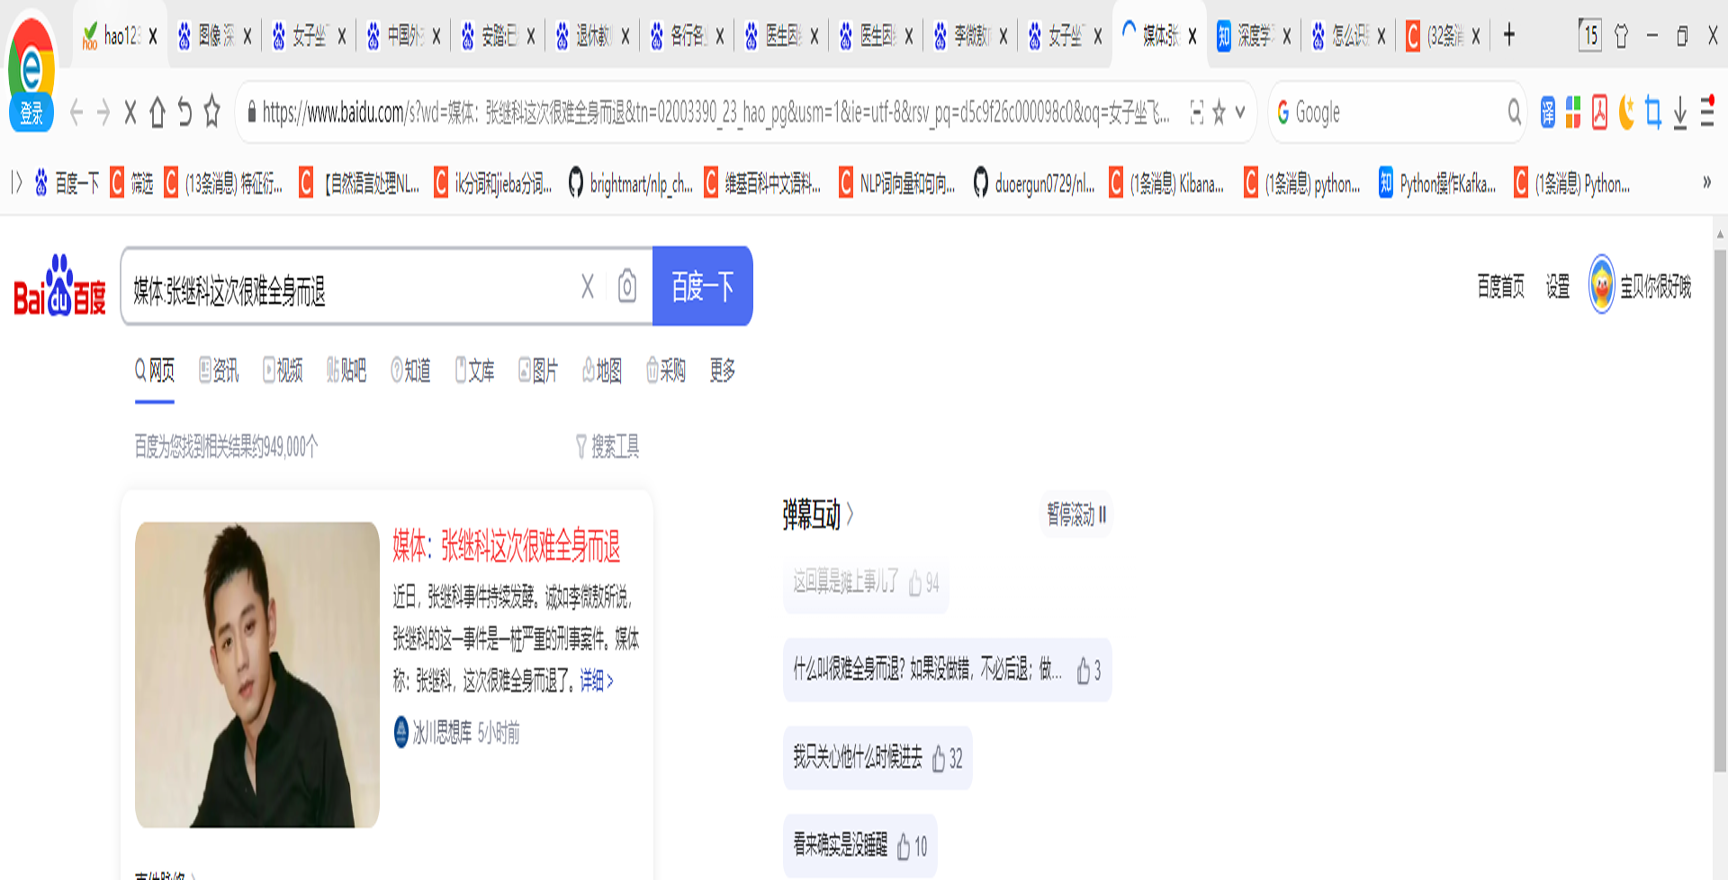 hao12
图像 深
女子坐
中国外
安踏:已
退休教
各行各
医生因
医生因
李微敖
女子坐
媒体:张
深度学
怎么识
(32条消
15
登录
https://www.baidu.com/s?wd=媒体：张继科这次很难全身而退&tn=02003390_23_hao_pg&usm=1&ie=utf-8&rsv_pq=d5c9f26c000098c0&oq=女子坐飞...
Google
译
百度一下
筛选
(13条消息) 特征衍...
【自然语言处理NL...
ik分词和jieba分词...
brightmart/nlp_ch...
维基百科中文语料...
NLP词向量和句向...
duoergun0729/nl...
(1条消息) Kibana...
(1条消息) python...
Python操作Kafka...
(1条消息) Python...
Bai du 百度
媒体:张继科这次很难全身而退
百度一下
百度首页
设置
宝贝你很好哦
网页
资讯
视频
贴吧
知道
文库
图片
地图
采购
更多
百度为您找到相关结果约949,000个
搜索工具
媒体：张继科这次很难全身而退
近日，张继科事件持续发酵。诚如李微敖所说，
张继科的这一事件是一桩严重的刑事案件。媒体
称：张继科，这次很难全身而退了。详细 >
冰川思想库 5小时前
弹幕互动 >
暂停滚动
这回算是摊上事儿了 94
什么叫很难全身而退？如果没做错，不必后退；做... 3
我只关心他什么时候进去 32
看来确实是没睡醒 10
事件脉络 >